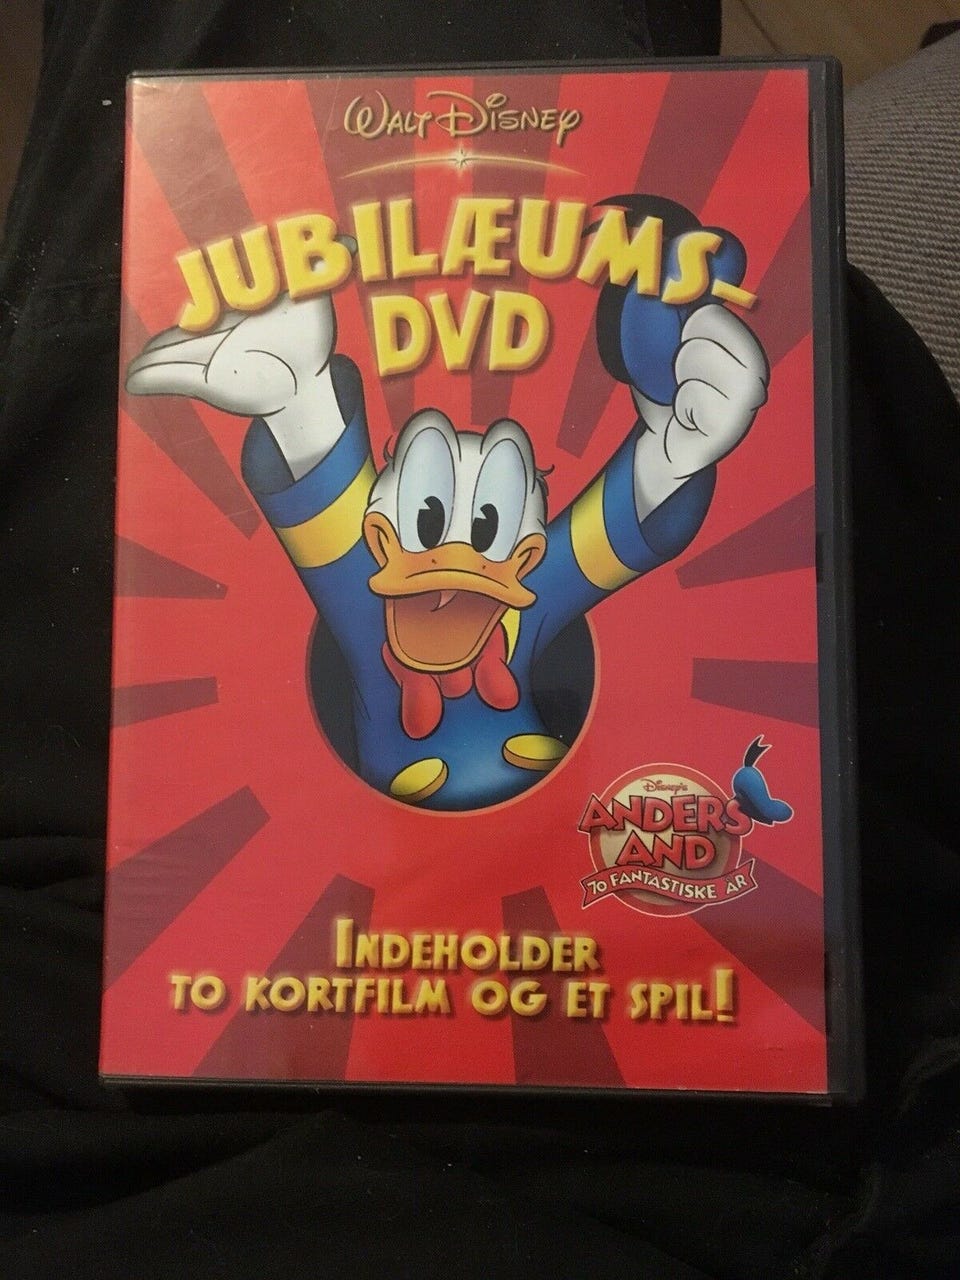 WALT DISNEY
JUBILÆUMS-
DVD
DISNEY'S
ANDERS
AND
70 FANTASTISKE ÅR
INDEHOLDER
TO KORTFILM OG ET SPIL!